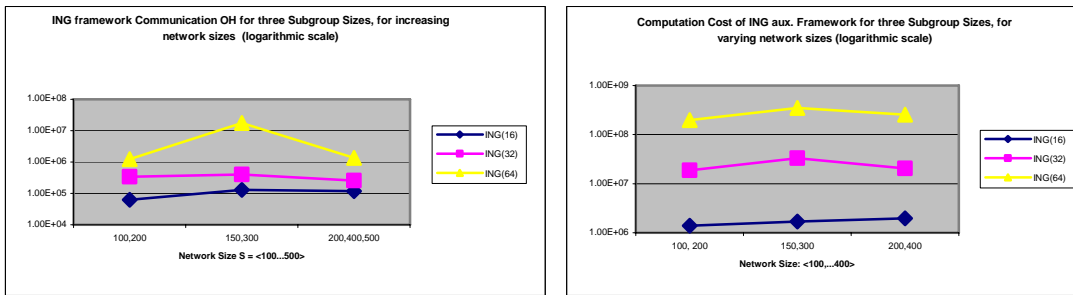 ING framework Communication OH for three Subgroup Sizes, for increasing
network sizes (logarithmic scale)
1.00E+08
1.00E+07
1.00E+06
1.00E+05
1.00E+04
100,200
150,300
200,400,500
Network Size S = <100...500>
ING(16)
ING(32)
ING(64)
Computation Cost of ING aux. Framework for three Subgroup Sizes, for
varying network sizes (logarithmic scale)
1.00E+09
1.00E+08
1.00E+07
1.00E+06
100, 200
150,300
200,400
Network Size: <100,...400>
ING(16)
ING(32)
ING(64)